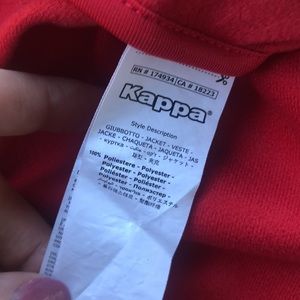 RN # 174934 CA # 18223
Kappa
Style Description
GIUBBOTTO - JACKET - VESTE -
JACKE - CHAQUETA - JAQUETA - JAS
100% Poliestere - Polyester -
Polyester - Polyester -
Poliéster - Poliéster -
Polyester - Полиэстер -